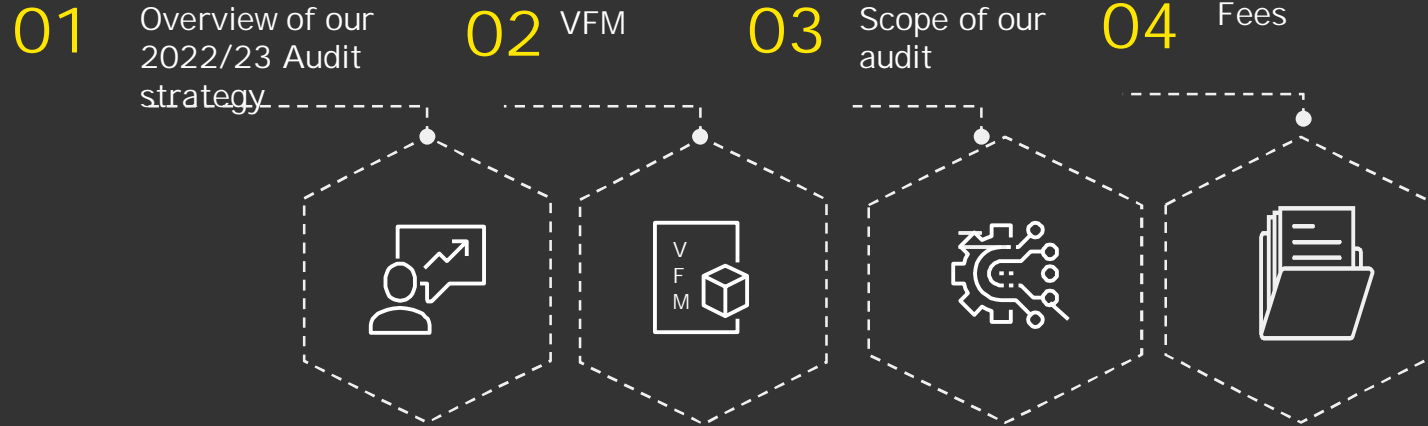 01
Overview of our
2022/23 Audit
strategy
02
VFM
03
Scope of our
audit
04
Fees
V
F
M